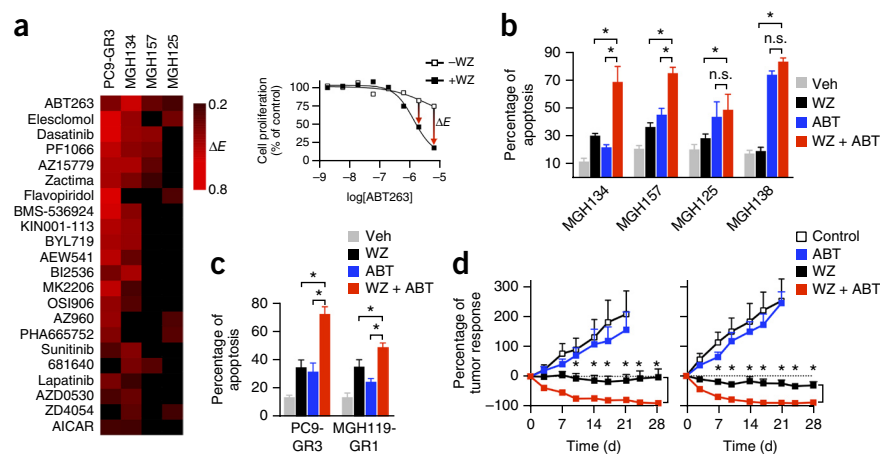 a
PC9-GR3
MGH134
MGH157
MGH125
ABT263
Elesclomol
Dasatinib
PF1066
AZ15779
Zactima
Flavopiridol
BMS-536924
KIN001-113
BYL719
AEW541
BI2536
MK2206
OSI906
AZ960
PHA665752
Sunitinib
681640
Lapatinib
AZD0530
ZD4054
AICAR
0.2
ΔE
0.8
Cell proliferation
(% of control)
100
75
50
25
0
–9 –8 –7 –6 –5
log[ABT263]
–WZ
+WZ
ΔE
b
Percentage of
apoptosis
90
70
50
30
10
* * * * * n.s. * n.s.
MGH134
MGH157
MGH125
MGH138
Veh
WZ
ABT
WZ + ABT
c
Veh
WZ
ABT
WZ + ABT
Percentage of
apoptosis
80
60
40
20
0
* * * *
PC9-
GR3
MGH119-
GR1
d
Control
ABT
WZ
WZ + ABT
Percentage of
tumor response
300
200
100
0
–100
* * * * * * *
* * * * * * *
0 7 14 21 28
Time (d)
0 7 14 21 28
Time (d)